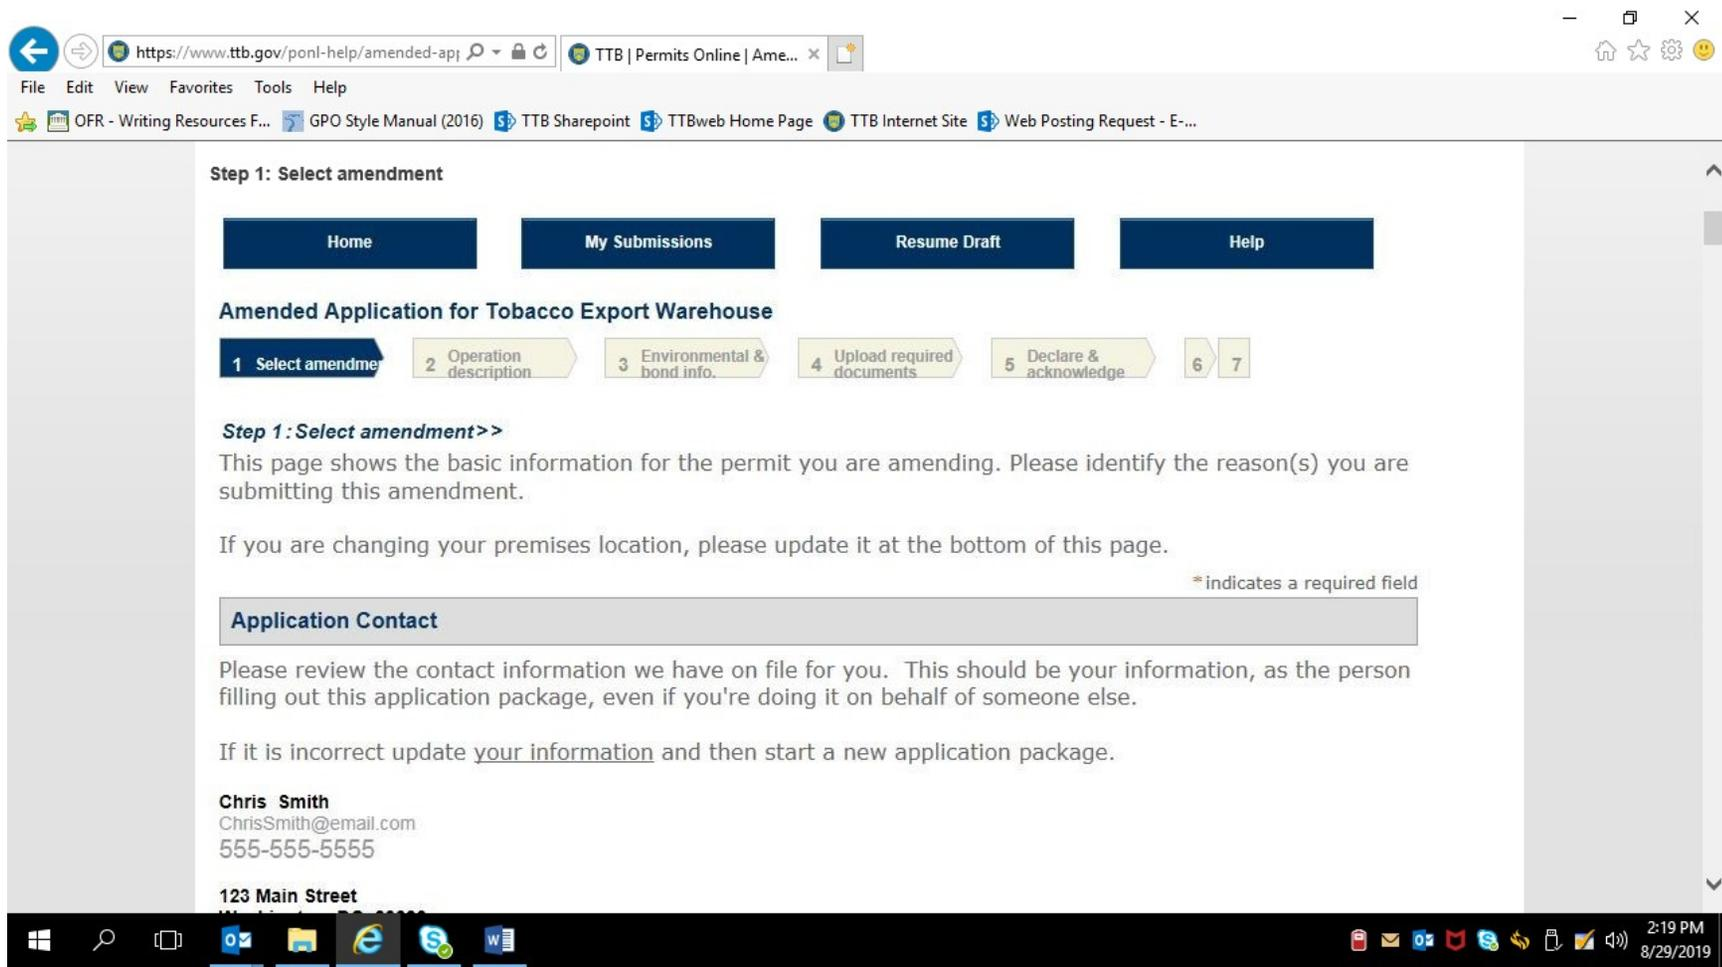 https://www.ttb.gov/ponl-help/amended-ap
TTB | Permits Online | Ame...
File Edit View Favorites Tools Help
OFR - Writing Resources F... GPO Style Manual (2016) TTB Sharepoint TTBweb Home Page TTB Internet Site Web Posting Request - E-...
Step 1: Select amendment
Home My Submissions Resume Draft Help
Amended Application for Tobacco Export Warehouse
1 Select amendme
2 Operation
description
3 Environmental &
bond info.
4 Upload required
documents
5 Declare &
acknowledge
6 7
Step 1: Select amendment>>
This page shows the basic information for the permit you are amending. Please identify the reason(s) you are
submitting this amendment.
If you are changing your premises location, please update it at the bottom of this page.
*indicates a required field
Application Contact
Please review the contact information we have on file for you. This should be your information, as the person
filling out this application package, even if you're doing it on behalf of someone else.
If it is incorrect update your information and then start a new application package.
Chris Smith
ChrisSmith@email.com
555-555-5555
123 Main Street
2:19 PM
8/29/2019